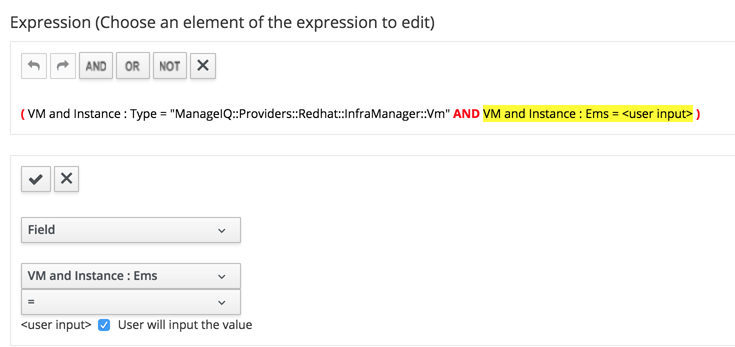 Expression (Choose an element of the expression to edit)
AND OR NOT
( VM and Instance : Type = "ManageIQ::Providers::Redhat::InfraManager::Vm" AND VM and Instance : Ems = <user input> )
Field
VM and Instance : Ems
=
<user input> User will input the value